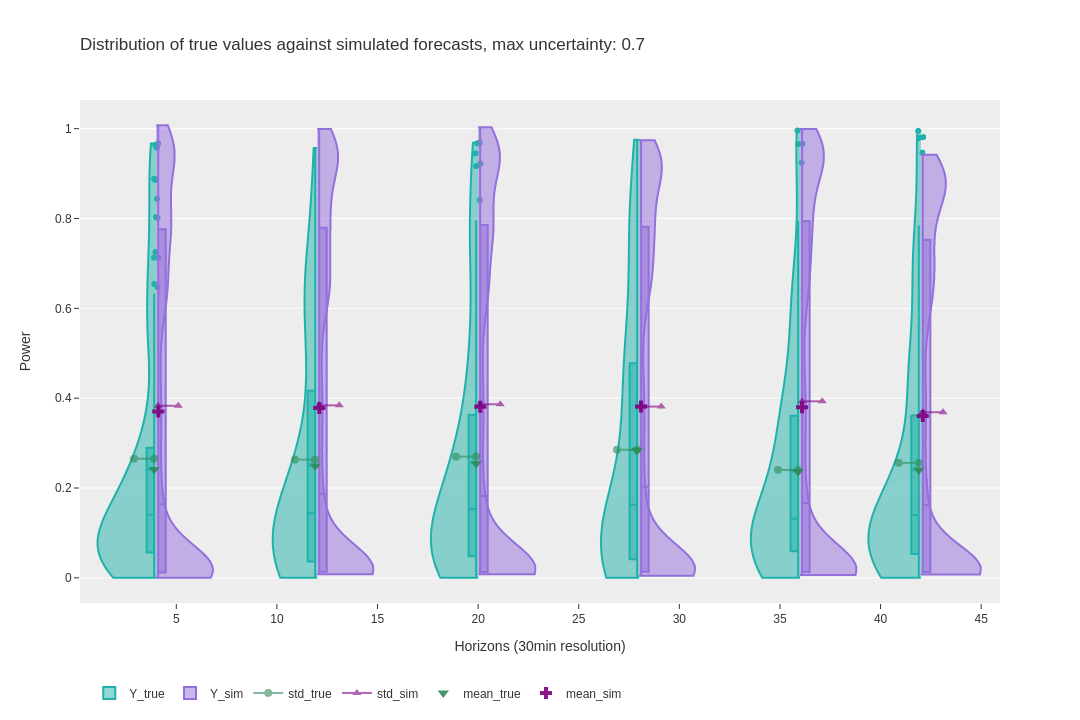 Distribution of true values against simulated forecasts, max uncertainty: 0.7
1
0.8
0.6
0.4
0.2
0
Power
5 10 15 20 25 30 35 40 45
Horizons (30min resolution)
Y_true Y_sim std_true std_sim mean_true mean_sim